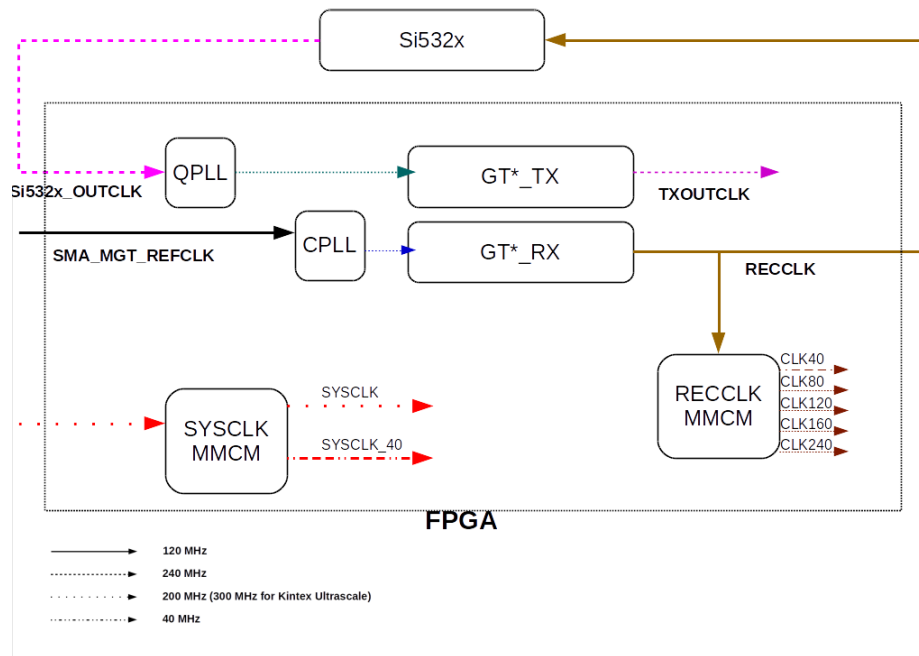 Si532x
QPLL
GT*_TX
Si532x_OUTCLK
TXOUTCLK
CPLL
GT*_RX
SMA_MGT_REFCLK
RECCLK
SYSCLK
MMCM
SYSCLK
SYSCLK_40
RECCLK
MMCM
CLK40
CLK80
CLK120
CLK160
CLK240
FPGA
120 MHz
240 MHz
200 MHz (300 MHz for Kintex Ultrascale)
40 MHz